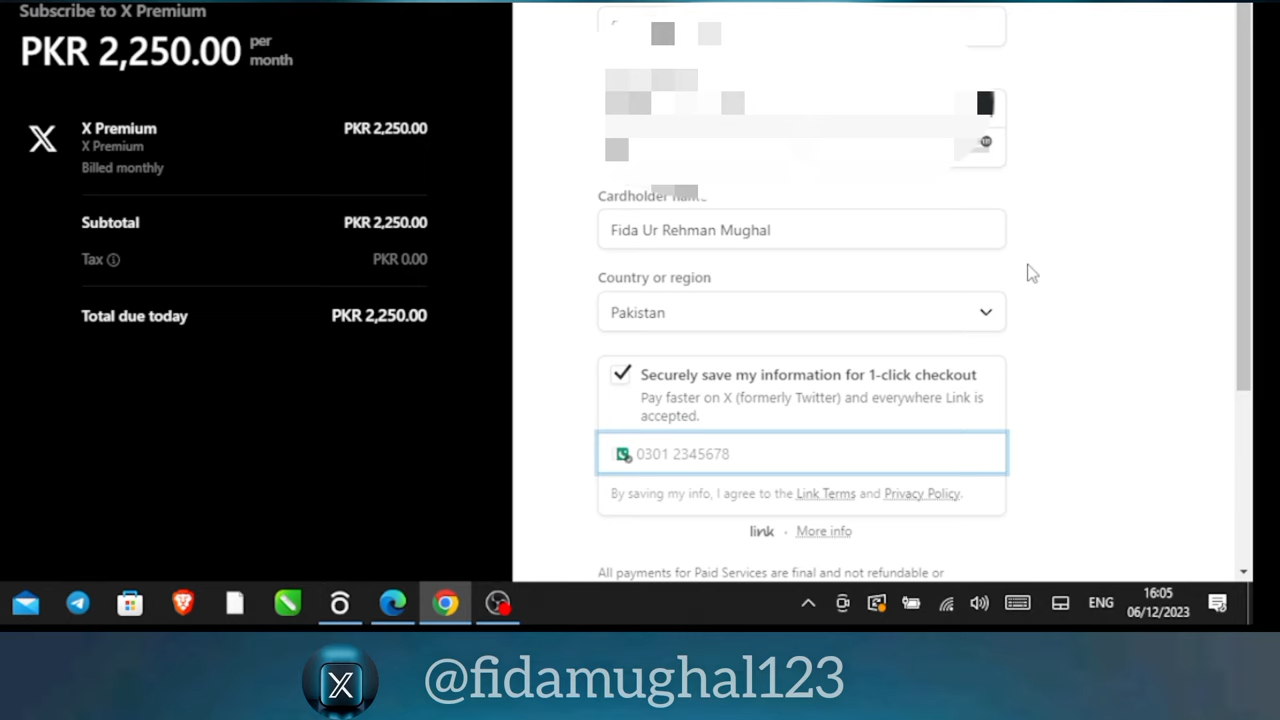 Subscribe to X Premium
PKR 2,250.00 per month
X Premium PKR 2,250.00
X Premium
Billed monthly
Subtotal PKR 2,250.00
Tax PKR 0.00
Total due today PKR 2,250.00
Cardholder name
Fida Ur Rehman Mughal
Country or region
Pakistan
Securely save my information for 1-click checkout
Pay faster on X (formerly Twitter) and everywhere Link is
accepted.
0301 2345678
By saving my info, I agree to the Link Terms and Privacy Policy.
link · More info
All payments for Paid Services are final and not refundable or
ENG
16:05
06/12/2023
@fidamughal123